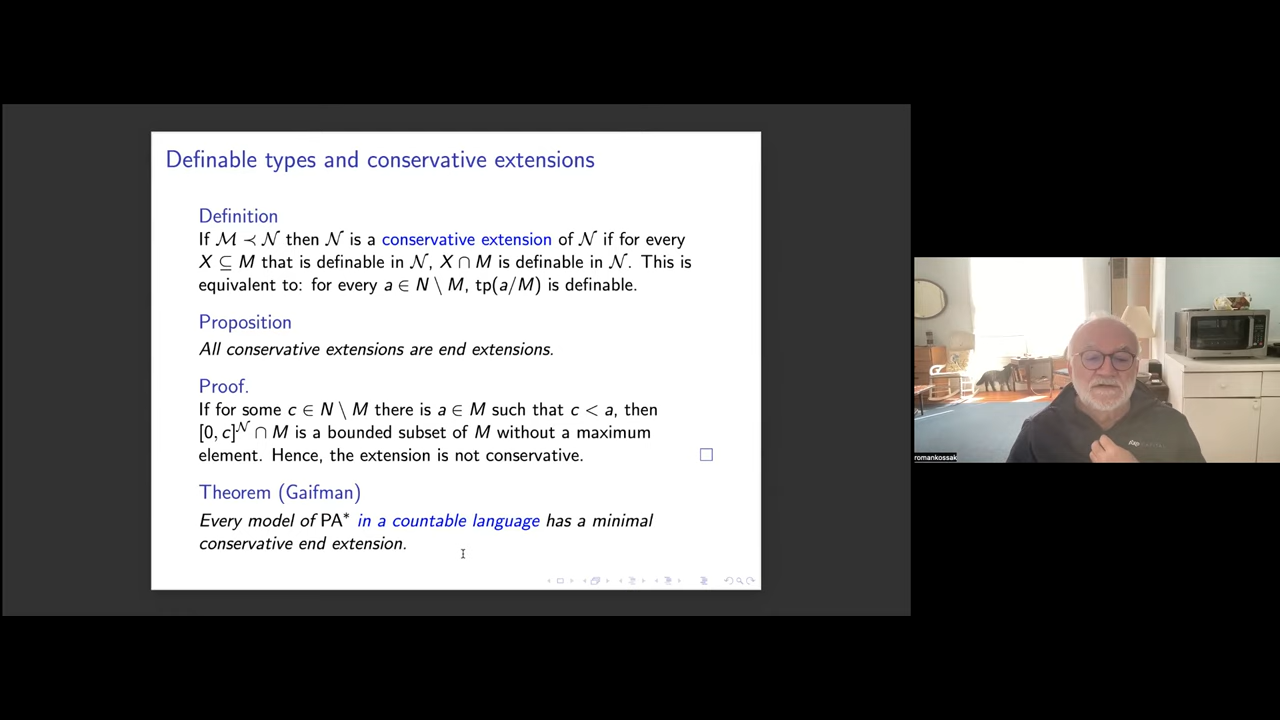 Definable types and conservative extensions
Definition
If ℳ ≺ 𝒩 then 𝒩 is a conservative extension of 𝒩 if for every
X ⊆ M that is definable in 𝒩, X ∩ M is definable in 𝒩. This is
equivalent to: for every a ∈ N \ M, tp(a/M) is definable.
Proposition
All conservative extensions are end extensions.
Proof.
If for some c ∈ N \ M there is a ∈ M such that c < a, then
[0, c]^𝒩 ∩ M is a bounded subset of M without a maximum
element. Hence, the extension is not conservative. □
Theorem (Gaifman)
Every model of PA* in a countable language has a minimal
conservative end extension.
romankossak